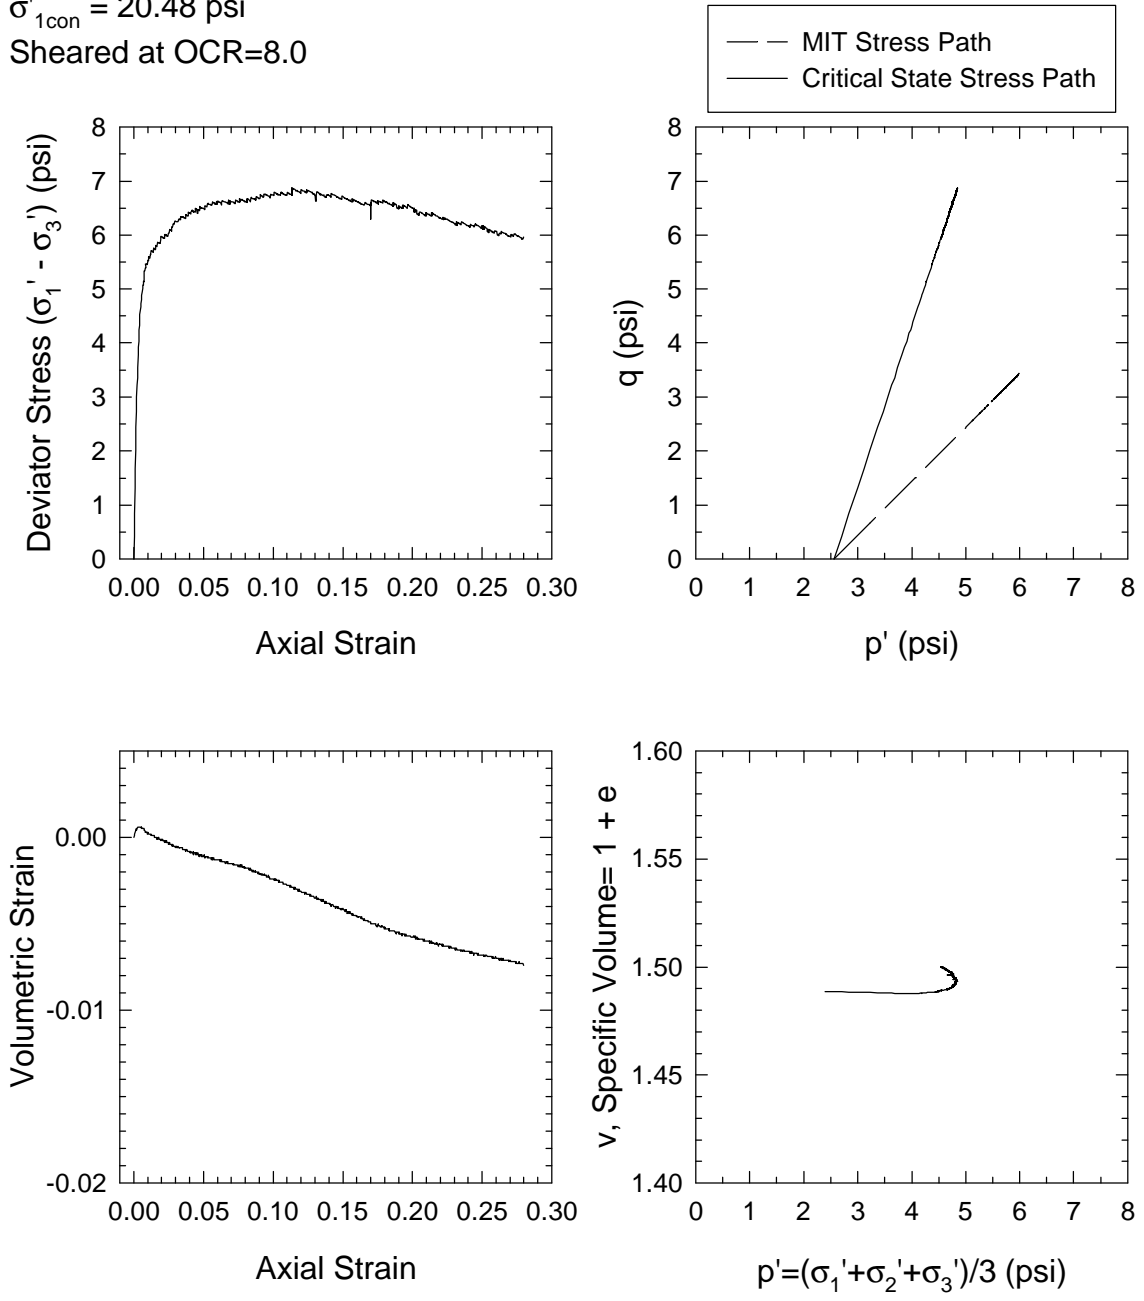 σ'1con = 20.48 psi
Sheared at OCR=8.0
MIT Stress Path
Critical State Stress Path
Deviator Stress (σ1' - σ3') (psi)
8
7
6
5
4
3
2
1
0
0.00 0.05 0.10 0.15 0.20 0.25 0.30
Axial Strain
q (psi)
8
7
6
5
4
3
2
1
0
0 1 2 3 4 5 6 7 8
p' (psi)
Volumetric Strain
0.00
-0.01
-0.02
0.00 0.05 0.10 0.15 0.20 0.25 0.30
Axial Strain
v, Specific Volume= 1 + e
1.60
1.55
1.50
1.45
1.40
0 1 2 3 4 5 6 7 8
p'=(σ1'+σ2'+σ3')/3 (psi)